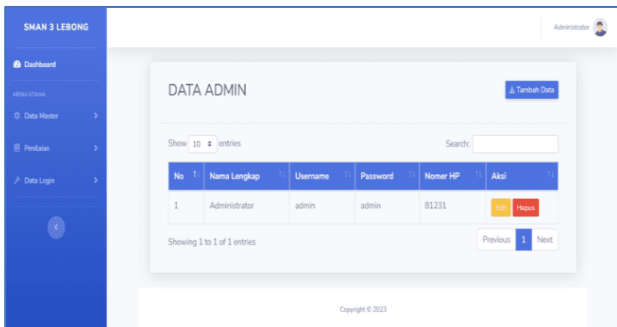 SMAN 3 LEBONG
Administrator
Dashboard
MENU UTAMA
Data Master
Penilaian
Data Login
DATA ADMIN
Tambah Data
Show 10 entries
Search:
No Nama Lengkap Username Password Nomer HP Aksi
1 Administrator admin admin 81231 Edit Hapus
Showing 1 to 1 of 1 entries
Previous 1 Next
Copyright © 2023